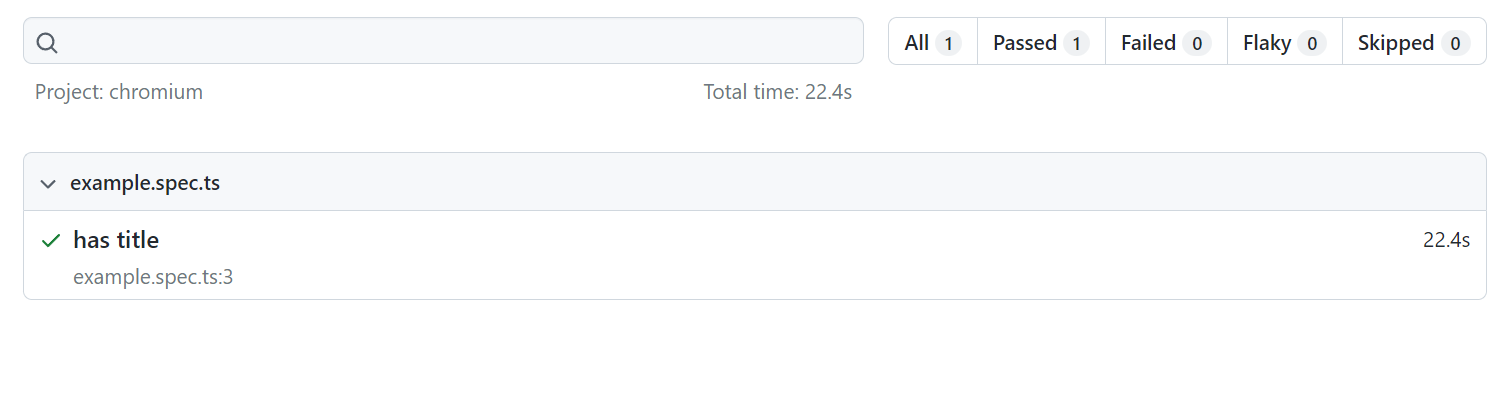 All 1 Passed 1 Failed 0 Flaky 0 Skipped 0
Project: chromium Total time: 22.4s
example.spec.ts
has title 22.4s
example.spec.ts:3